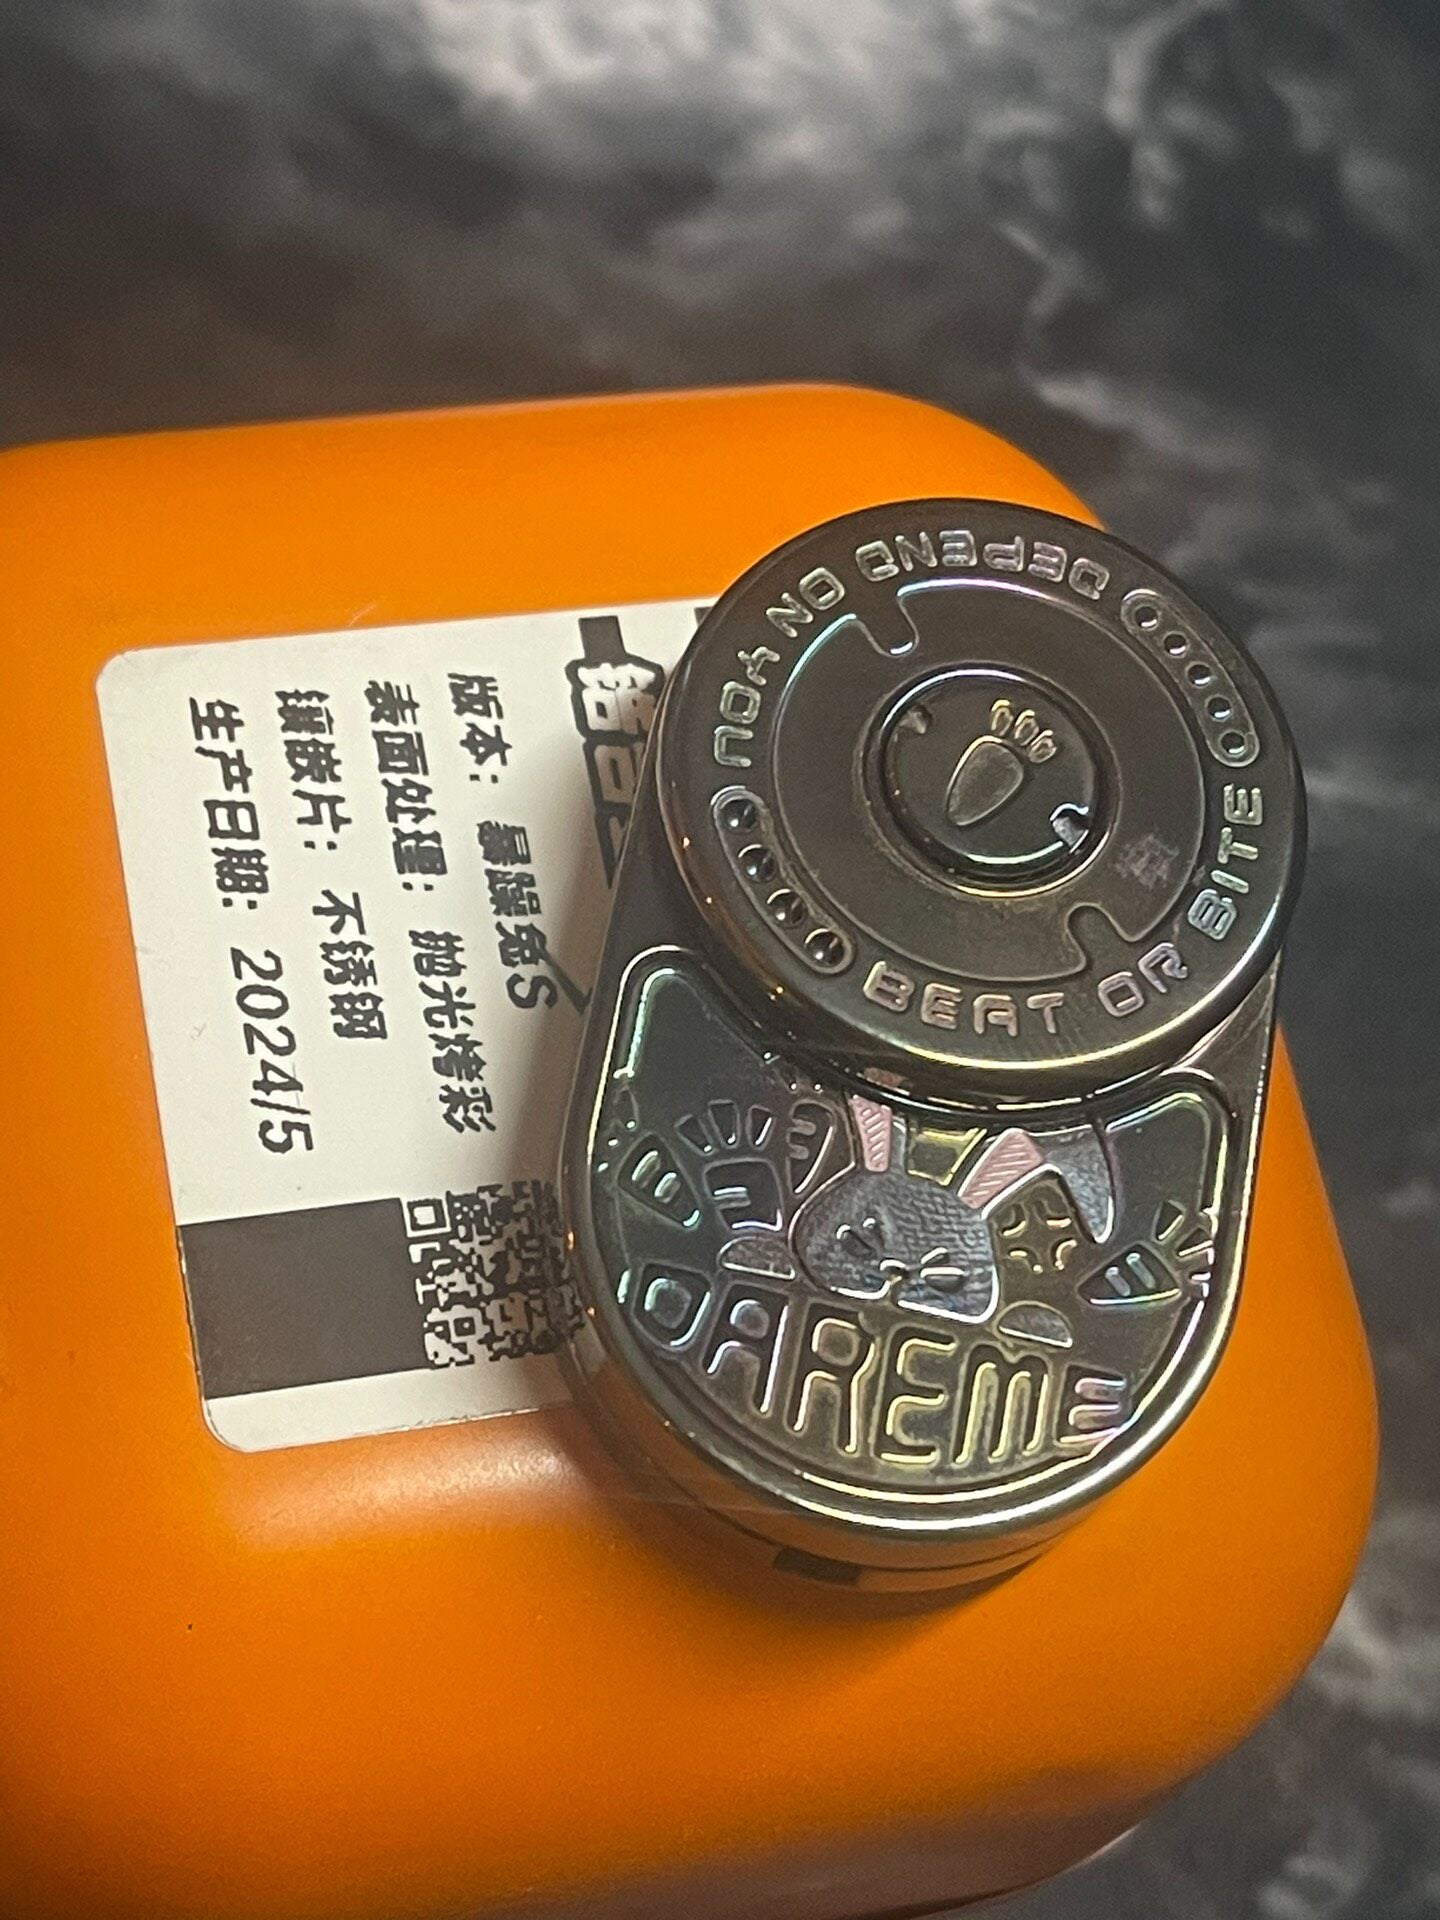 版本：暴躁兔S
表面处理：抛光烤彩
镶嵌片：不锈钢
生产日期：2024/5
DEPEND ON YOU
BEAT OR BITE
DAREME